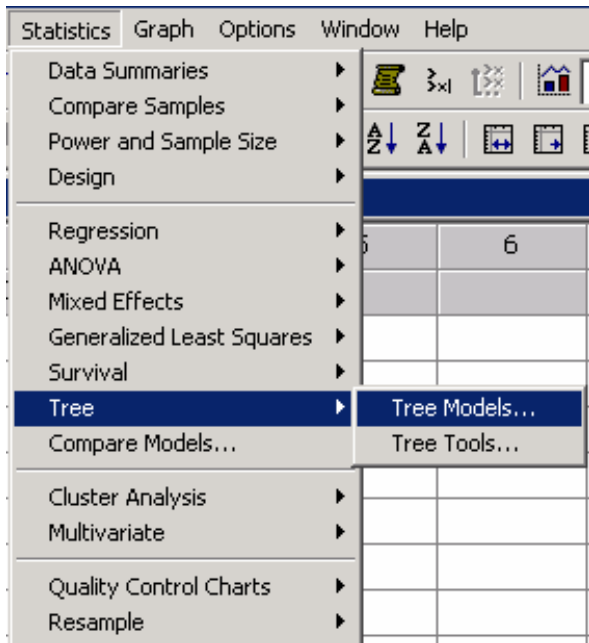 Statistics Graph Options Window Help
Data Summaries
Compare Samples
Power and Sample Size
Design
Regression
6
ANOVA
Mixed Effects
Generalized Least Squares
Survival
Tree
Tree Models...
Compare Models...
Tree Tools...
Cluster Analysis
Multivariate
Quality Control Charts
Resample